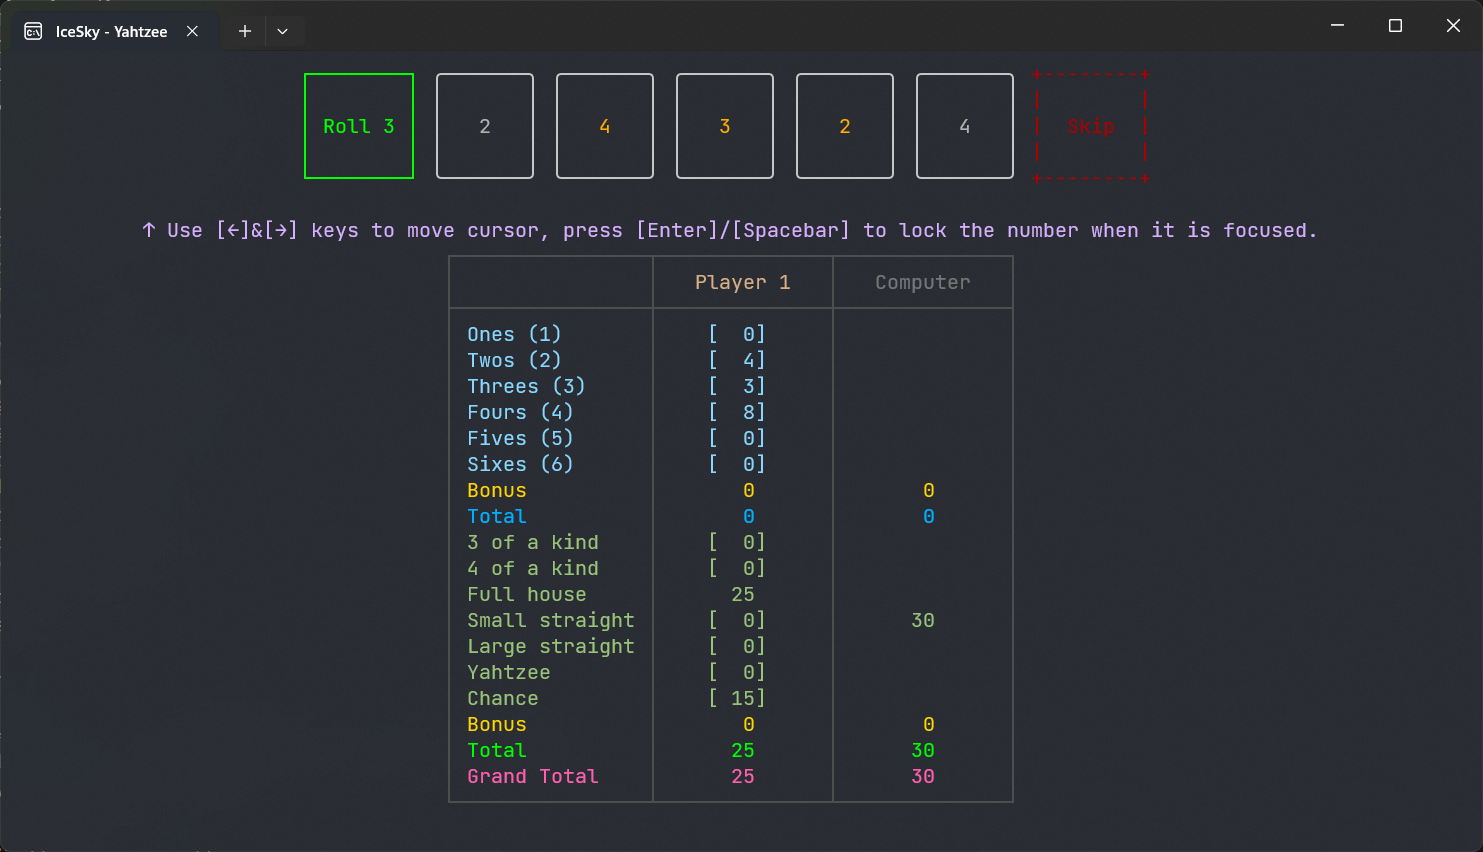 IceSky - Yahtzee
Roll 3 2 4 3 2 4 Skip
↑ Use [←]&[→] keys to move cursor, press [Enter]/[Spacebar] to lock the number when it is focused.
Player 1 Computer
Ones (1) [ 0]
Twos (2) [ 4]
Threes (3) [ 3]
Fours (4) [ 8]
Fives (5) [ 0]
Sixes (6) [ 0]
Bonus 0 0
Total 0 0
3 of a kind [ 0]
4 of a kind [ 0]
Full house 25
Small straight [ 0] 30
Large straight [ 0]
Yahtzee [ 0]
Chance [ 15]
Bonus 0 0
Total 25 30
Grand Total 25 30